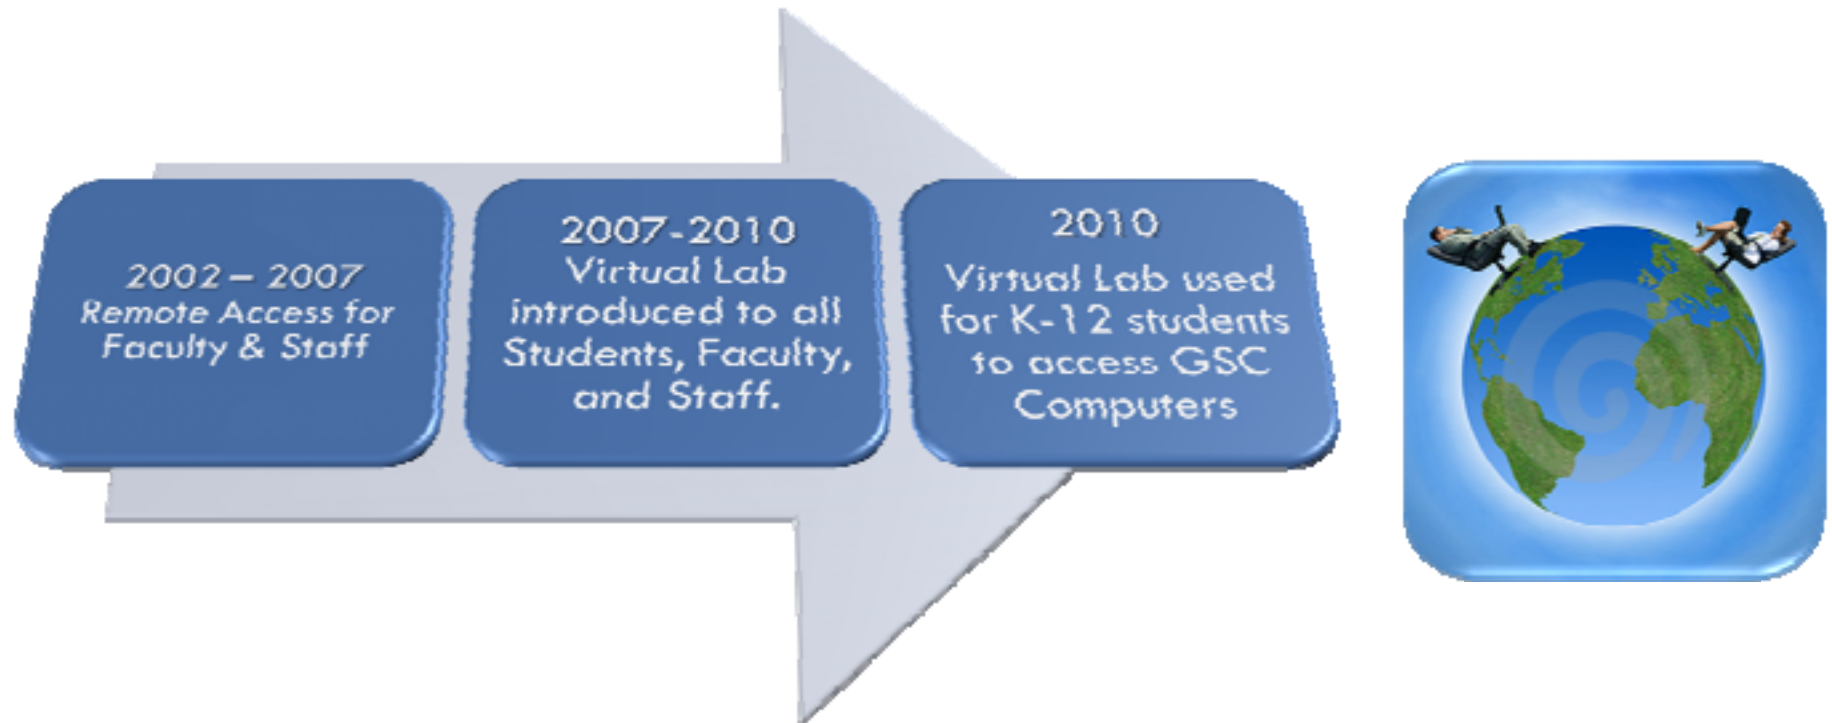 2002 – 2007
Remote Access for
Faculty & Staff
2007-2010
Virtual Lab
introduced to all
Students, Faculty,
and Staff.
2010
Virtual Lab used
for K-12 students
to access GSC
Computers